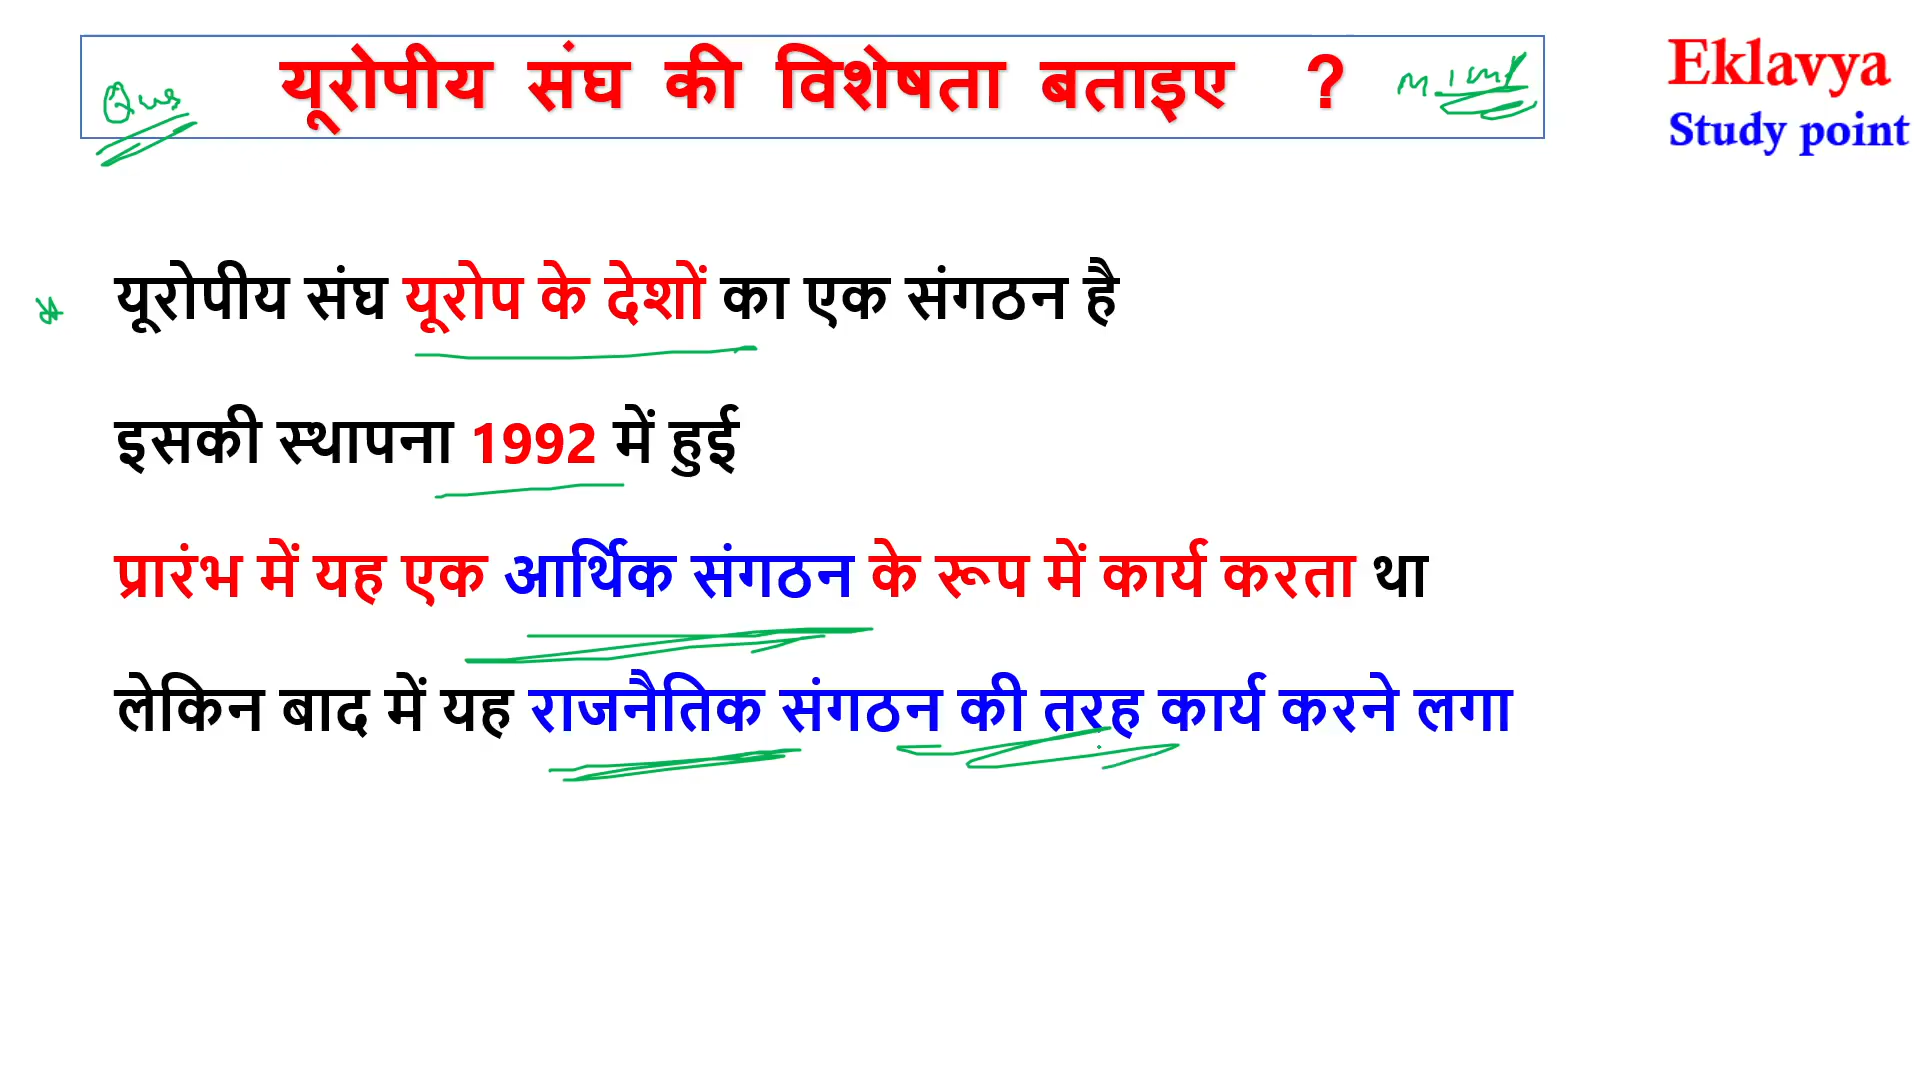 Qus
यूरोपीय संघ की विशेषता बताइए ?
Eklavya
Study point
यूरोपीय संघ यूरोप के देशों का एक संगठन है
इसकी स्थापना 1992 में हुई
प्रारंभ में यह एक आर्थिक संगठन के रूप में कार्य करता था
लेकिन बाद में यह राजनैतिक संगठन की तरह कार्य करने लगा